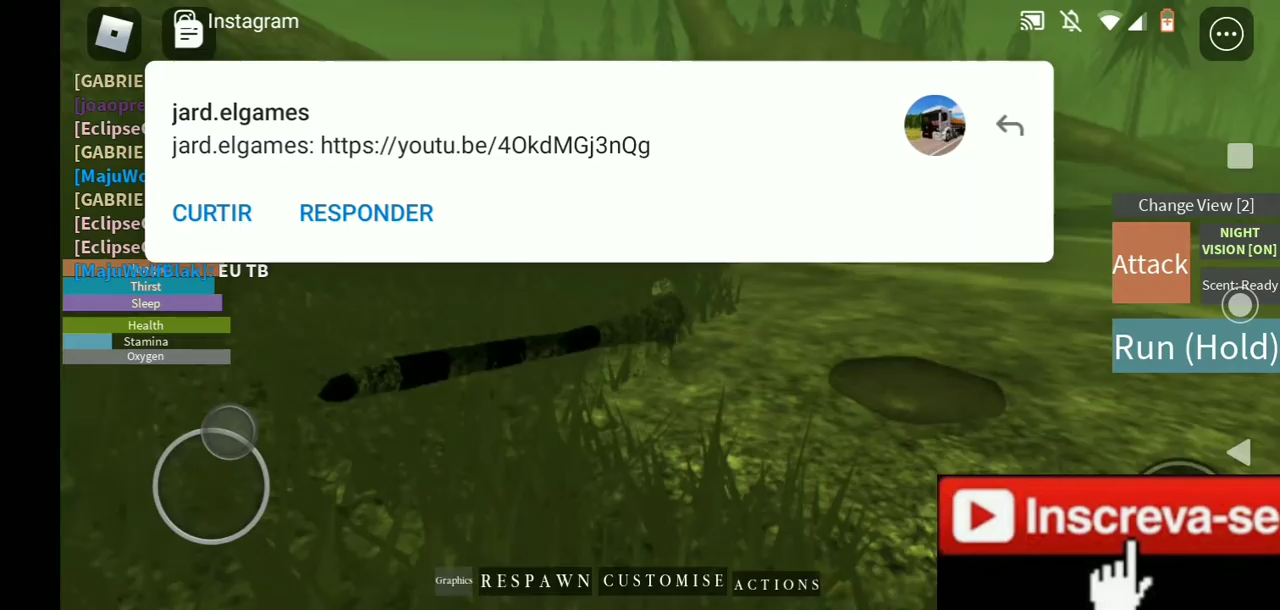 Instagram
jard.elgames
jard.elgames: https://youtu.be/4OkdMGj3nQg
CURTIR RESPONDER
[GABRIE
[joaopre
[Eclipse
[GABRIE
[MajuWo
[GABRIE
[Eclipse
[Eclipse
[MajuWolfBlak]: EU TB
Thirst
Sleep
Health
Stamina
Oxygen
Change View [2]
Attack
NIGHT
VISION [ON]
Scent: Ready
Run (Hold)
Inscreva-se
Graphics RESPAWN CUSTOMISE ACTIONS